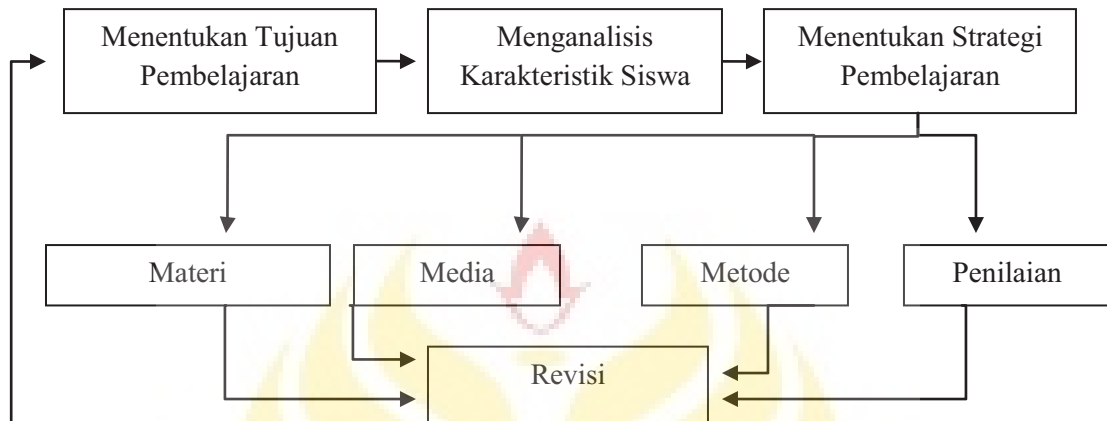 Menentukan Tujuan
Pembelajaran
Menganalisis
Karakteristik Siswa
Menentukan Strategi
Pembelajaran
Materi
Media
Metode
Penilaian
Revisi